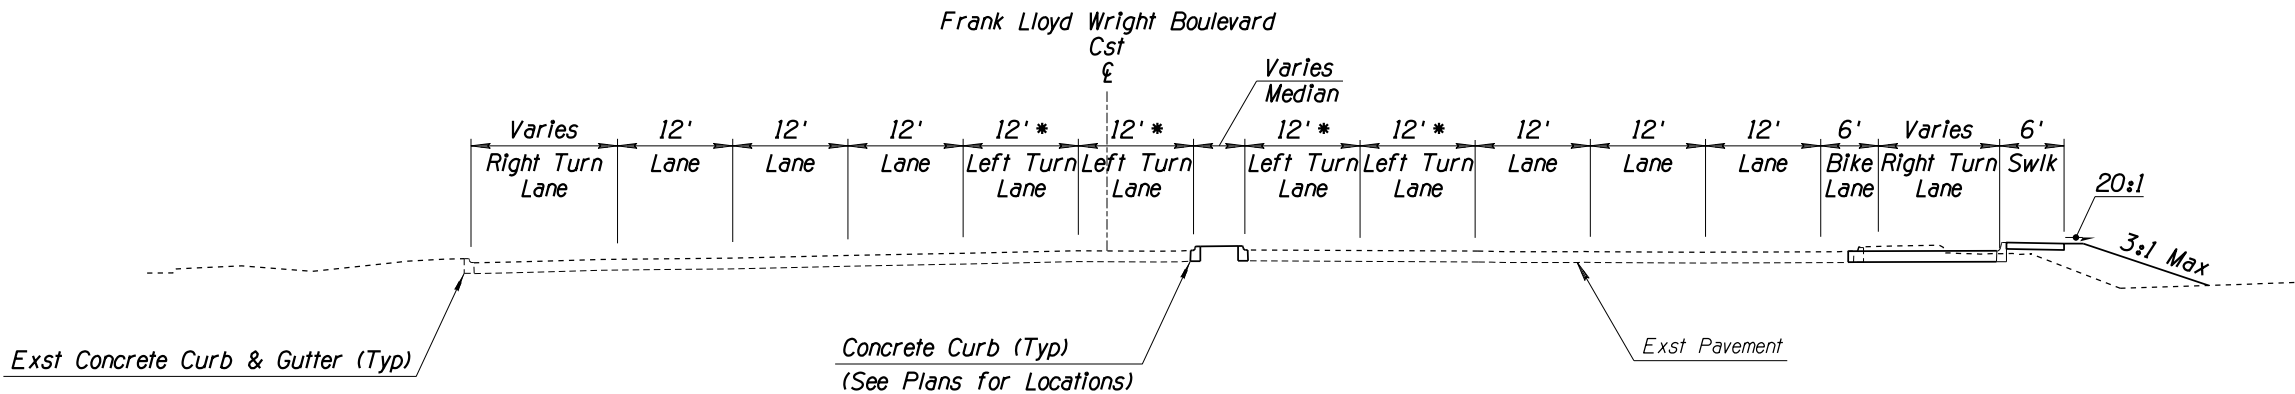 Frank Lloyd Wright Boulevard
Cst
℄
Varies
Median
Varies
Right Turn
Lane
12'
Lane
12'
Lane
12'
Lane
12' *
Left Turn
Lane
12' *
Left Turn
Lane
12' *
Left Turn
Lane
12' *
Left Turn
Lane
12'
Lane
12'
Lane
12'
Lane
6'
Bike
Lane
Varies
Right Turn
Lane
6'
Swlk
20:1
3:1 Max
Exst Concrete Curb & Gutter (Typ)
Concrete Curb (Typ)
(See Plans for Locations)
Exst Pavement